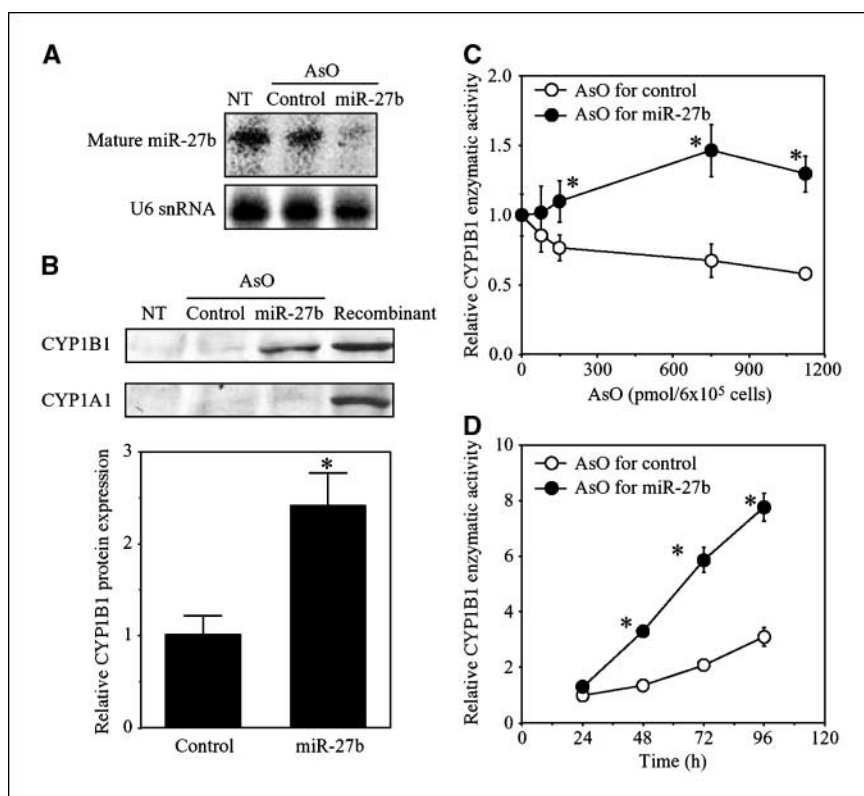 A
AsO
NT Control miR-27b
Mature miR-27b
U6 snRNA
B
AsO
NT Control miR-27b Recombinant
CYP1B1
CYP1A1
Relative CYP1B1 protein expression
3
2
1
0
*
Control miR-27b
C
Relative CYP1B1 enzymatic activity
2.0
1.5
1.0
0.5
0.0
AsO for control
AsO for miR-27b
* * *
0 300 600 900 1200
AsO (pmol/6x10⁵ cells)
D
Relative CYP1B1 enzymatic activity
10
8
6
4
2
0
AsO for control
AsO for miR-27b
*
*
*
0 24 48 72 96 120
Time (h)